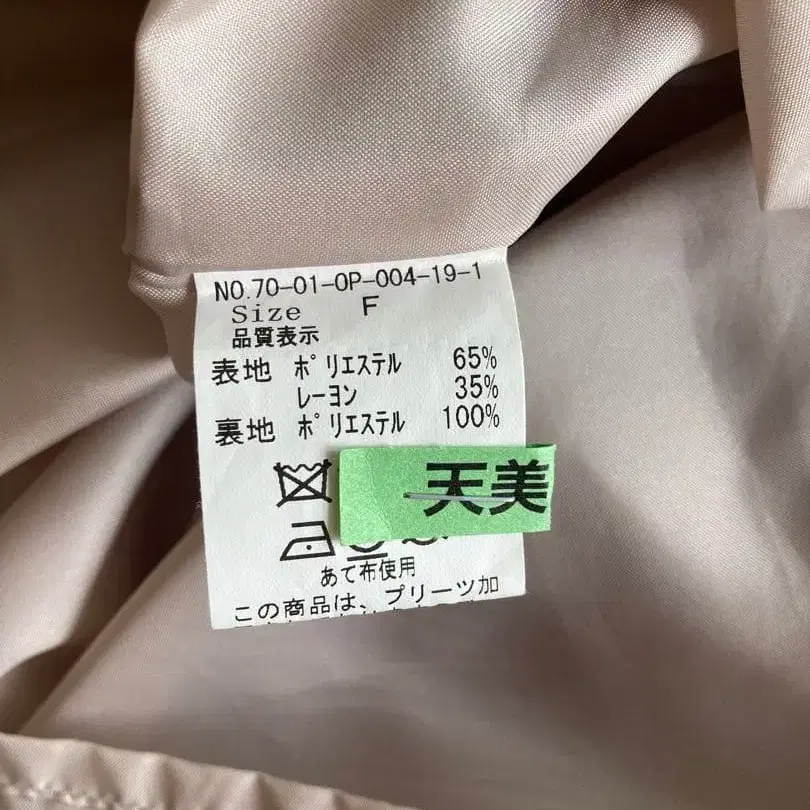 NO.70-01-OP-004-19-1
Size F
品質表示
表地 ポリエステル 65%
レーヨン 35%
裏地 ポリエステル 100%
天美
あて布使用
この商品は、プリーツ加